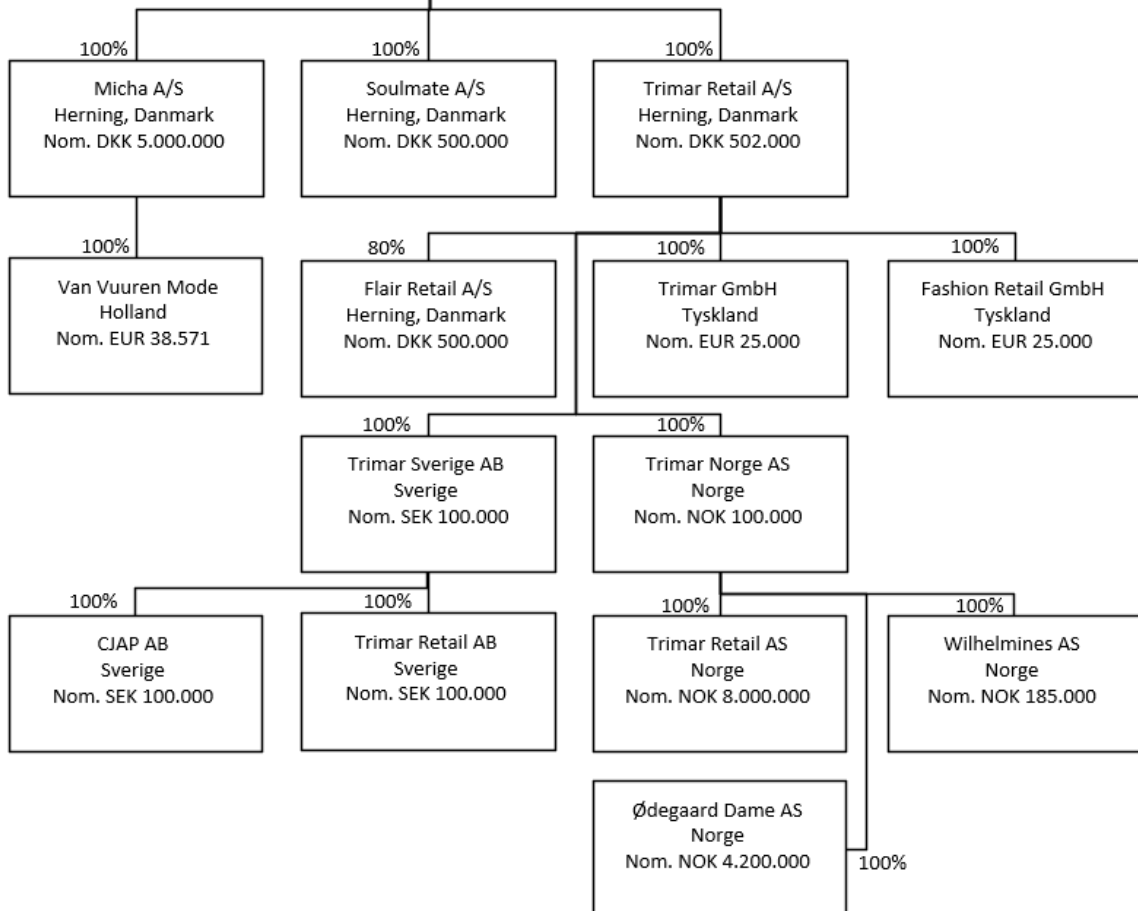 100%
Micha A/S
Herning, Danmark
Nom. DKK 5.000.000
100%
Soulmate A/S
Herning, Danmark
Nom. DKK 500.000
100%
Trimar Retail A/S
Herning, Danmark
Nom. DKK 502.000
100%
Van Vuuren Mode
Holland
Nom. EUR 38.571
80%
Flair Retail A/S
Herning, Danmark
Nom. DKK 500.000
100%
Trimar GmbH
Tyskland
Nom. EUR 25.000
100%
Fashion Retail GmbH
Tyskland
Nom. EUR 25.000
100%
Trimar Sverige AB
Sverige
Nom. SEK 100.000
100%
Trimar Norge AS
Norge
Nom. NOK 100.000
100%
CJAP AB
Sverige
Nom. SEK 100.000
100%
Trimar Retail AB
Sverige
Nom. SEK 100.000
100%
Trimar Retail AS
Norge
Nom. NOK 8.000.000
100%
Wilhelmines AS
Norge
Nom. NOK 185.000
Ødegaard Dame AS
Norge
Nom. NOK 4.200.000
100%